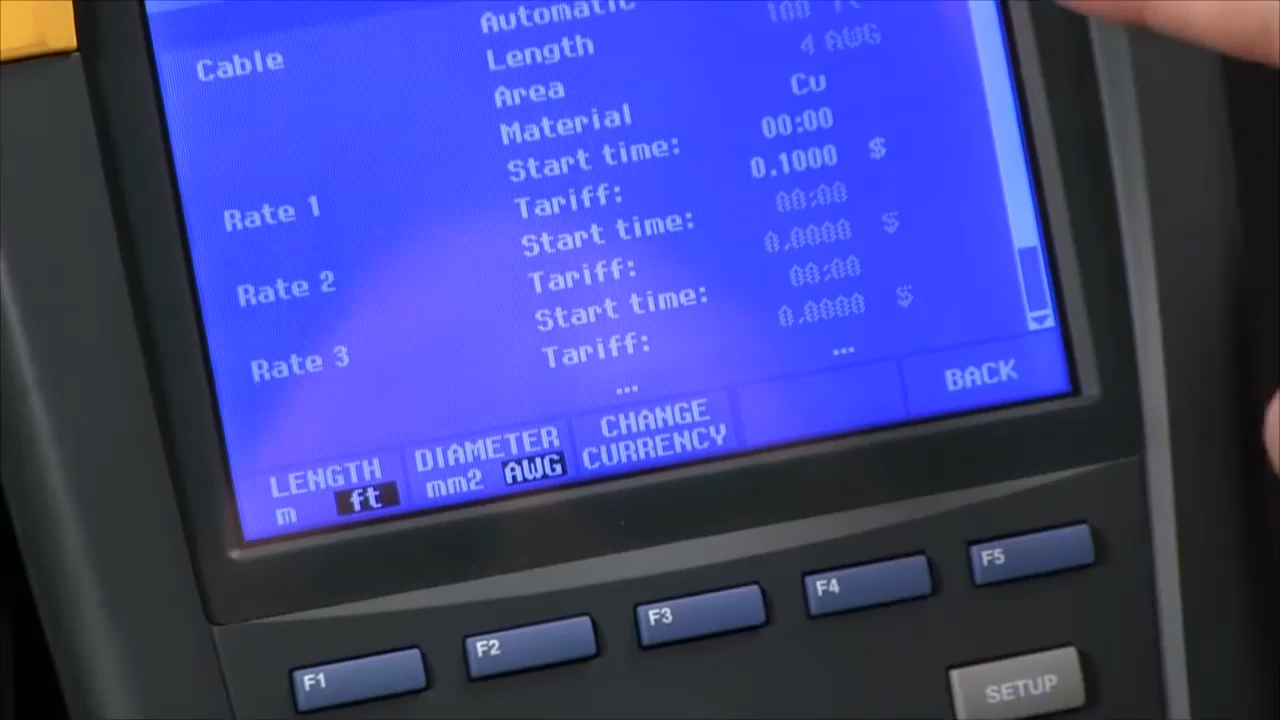 Cable Automatic
Length 100 ft
Area 4 AWG
Material Cu
Rate 1 Start time: 00:00
Tariff: 0.1000 $
Rate 2 Start time: 00:00
Tariff: 0.0000 $
Rate 3 Start time: 00:00
Tariff: 0.0000 $
... ...
LENGTH
m ft
DIAMETER
mm2 AWG
CHANGE
CURRENCY
BACK
F1 F2 F3 F4 F5
SETUP